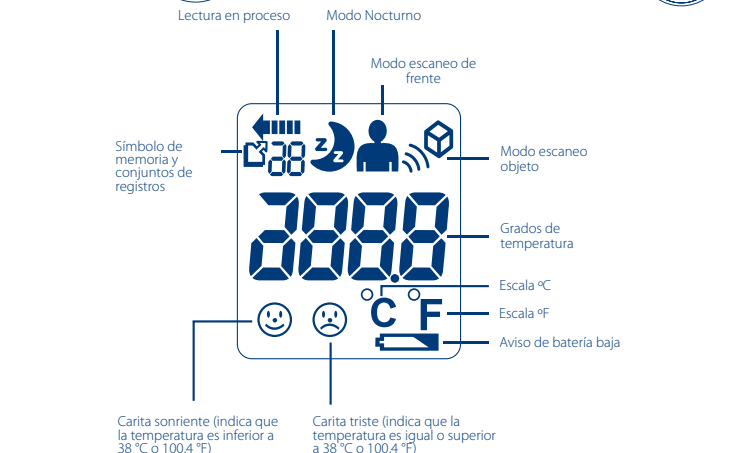 Lectura en proceso
Modo Nocturno
Modo escaneo de
frente
Símbolo de
memoria y
conjuntos de
registros
Modo escaneo
objeto
Grados de
temperatura
Escala ºC
Escala ºF
Aviso de batería baja
38
z
z
3888
°C °F
Carita sonriente (indica que
la temperatura es inferior a
38 °C o 100.4 °F)
Carita triste (indica que la
temperatura es igual o superior
a 38 °C o 100.4 °F)